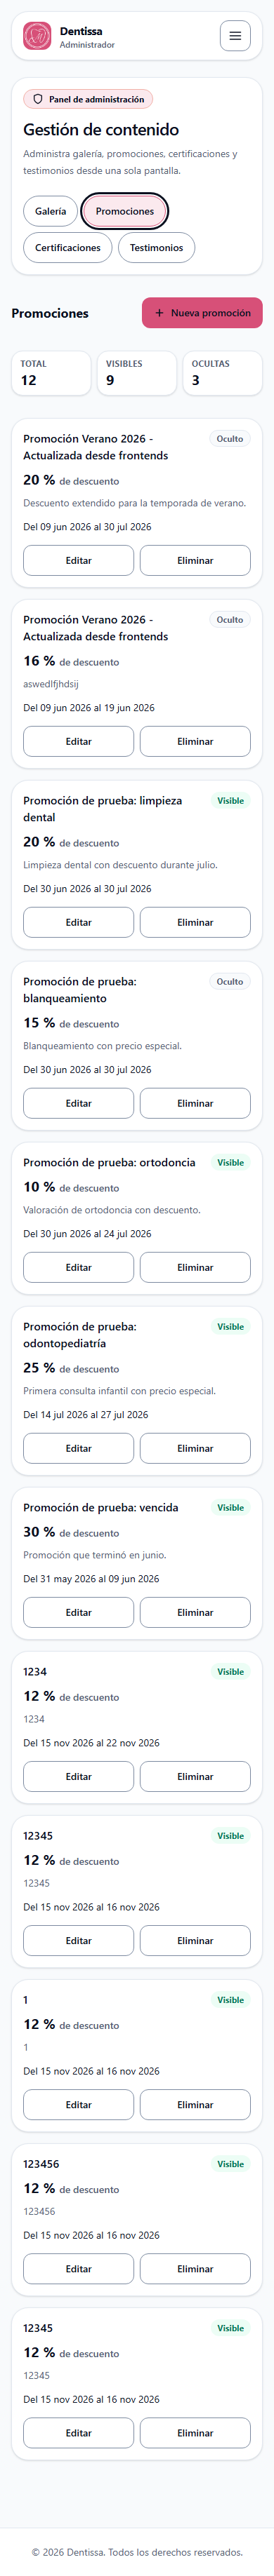 Dentissa
Administrador
Panel de administración
Gestión de contenido
Administra galería, promociones, certificaciones y
testimonios desde una sola pantalla.
Galería
Promociones
Certificaciones
Testimonios
Promociones
Nueva promoción
TOTAL
12
VISIBLES
9
OCULTAS
3
Promoción Verano 2026 -
Actualizada desde frontends
Oculto
20 % de descuento
Descuento extendido para la temporada de verano.
Del 09 jun 2026 al 30 jul 2026
Editar
Eliminar
Promoción Verano 2026 -
Actualizada desde frontends
Oculto
16 % de descuento
aswedlfjhdsij
Del 09 jun 2026 al 19 jun 2026
Editar
Eliminar
Promoción de prueba: limpieza
dental
Visible
20 % de descuento
Limpieza dental con descuento durante julio.
Del 30 jun 2026 al 30 jul 2026
Editar
Eliminar
Promoción de prueba:
blanqueamiento
Oculto
15 % de descuento
Blanqueamiento con precio especial.
Del 30 jun 2026 al 30 jul 2026
Editar
Eliminar
Promoción de prueba: ortodoncia
Visible
10 % de descuento
Valoración de ortodoncia con descuento.
Del 30 jun 2026 al 24 jul 2026
Editar
Eliminar
Promoción de prueba:
odontopediatría
Visible
25 % de descuento
Primera consulta infantil con precio especial.
Del 14 jul 2026 al 27 jul 2026
Editar
Eliminar
Promoción de prueba: vencida
Visible
30 % de descuento
Promoción que terminó en junio.
Del 31 may 2026 al 09 jun 2026
Editar
Eliminar
1234
Visible
12 % de descuento
1234
Del 15 nov 2026 al 22 nov 2026
Editar
Eliminar
12345
Visible
12 % de descuento
12345
Del 15 nov 2026 al 16 nov 2026
Editar
Eliminar
1
Visible
12 % de descuento
1
Del 15 nov 2026 al 16 nov 2026
Editar
Eliminar
123456
Visible
12 % de descuento
123456
Del 15 nov 2026 al 16 nov 2026
Editar
Eliminar
12345
Visible
12 % de descuento
12345
Del 15 nov 2026 al 16 nov 2026
Editar
Eliminar
© 2026 Dentissa. Todos los derechos reservados.